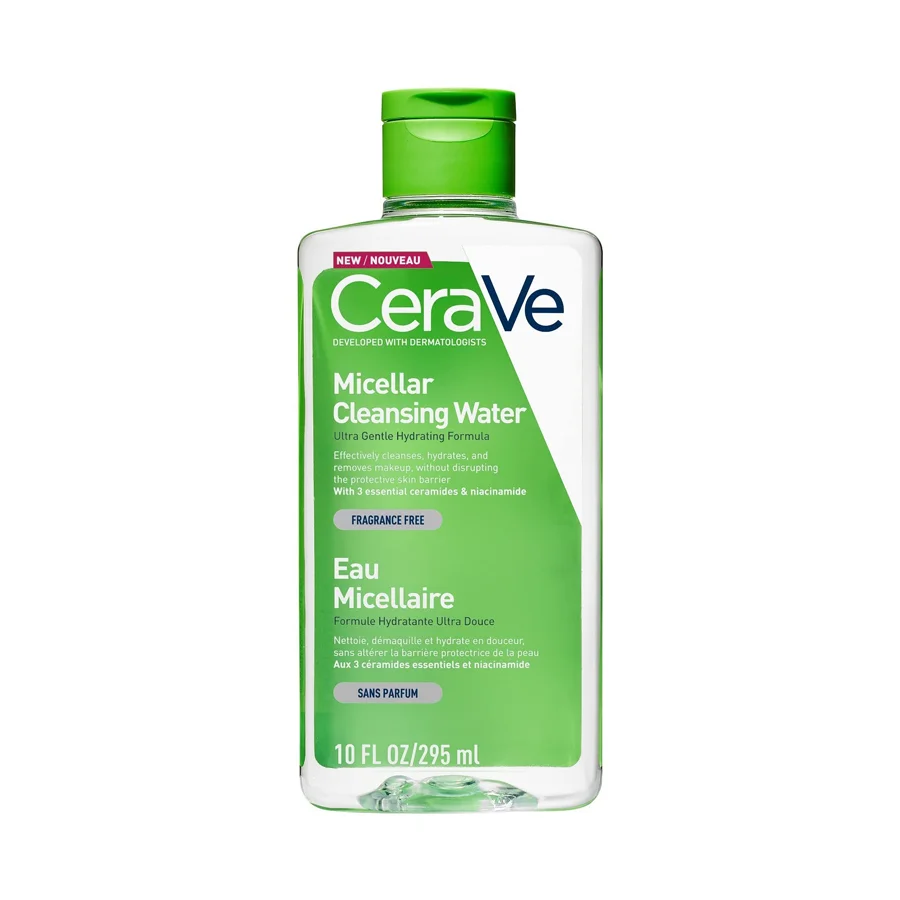 NEW / NOUVEAU
CeraVe
DEVELOPED WITH DERMATOLOGISTS
Micellar
Cleansing Water
Ultra Gentle Hydrating Formula
Effectively cleanses, hydrates, and
removes makeup, without disrupting
the protective skin barrier
With 3 essential ceramides & niacinamide
FRAGRANCE FREE
Eau
Micellaire
Formule Hydratante Ultra Douce
Nettoie, démaquille et hydrate en douceur,
sans altérer la barrière protectrice de la peau
Aux 3 céramides essentiels et niacinamide
SANS PARFUM
10 FL OZ/295 ml